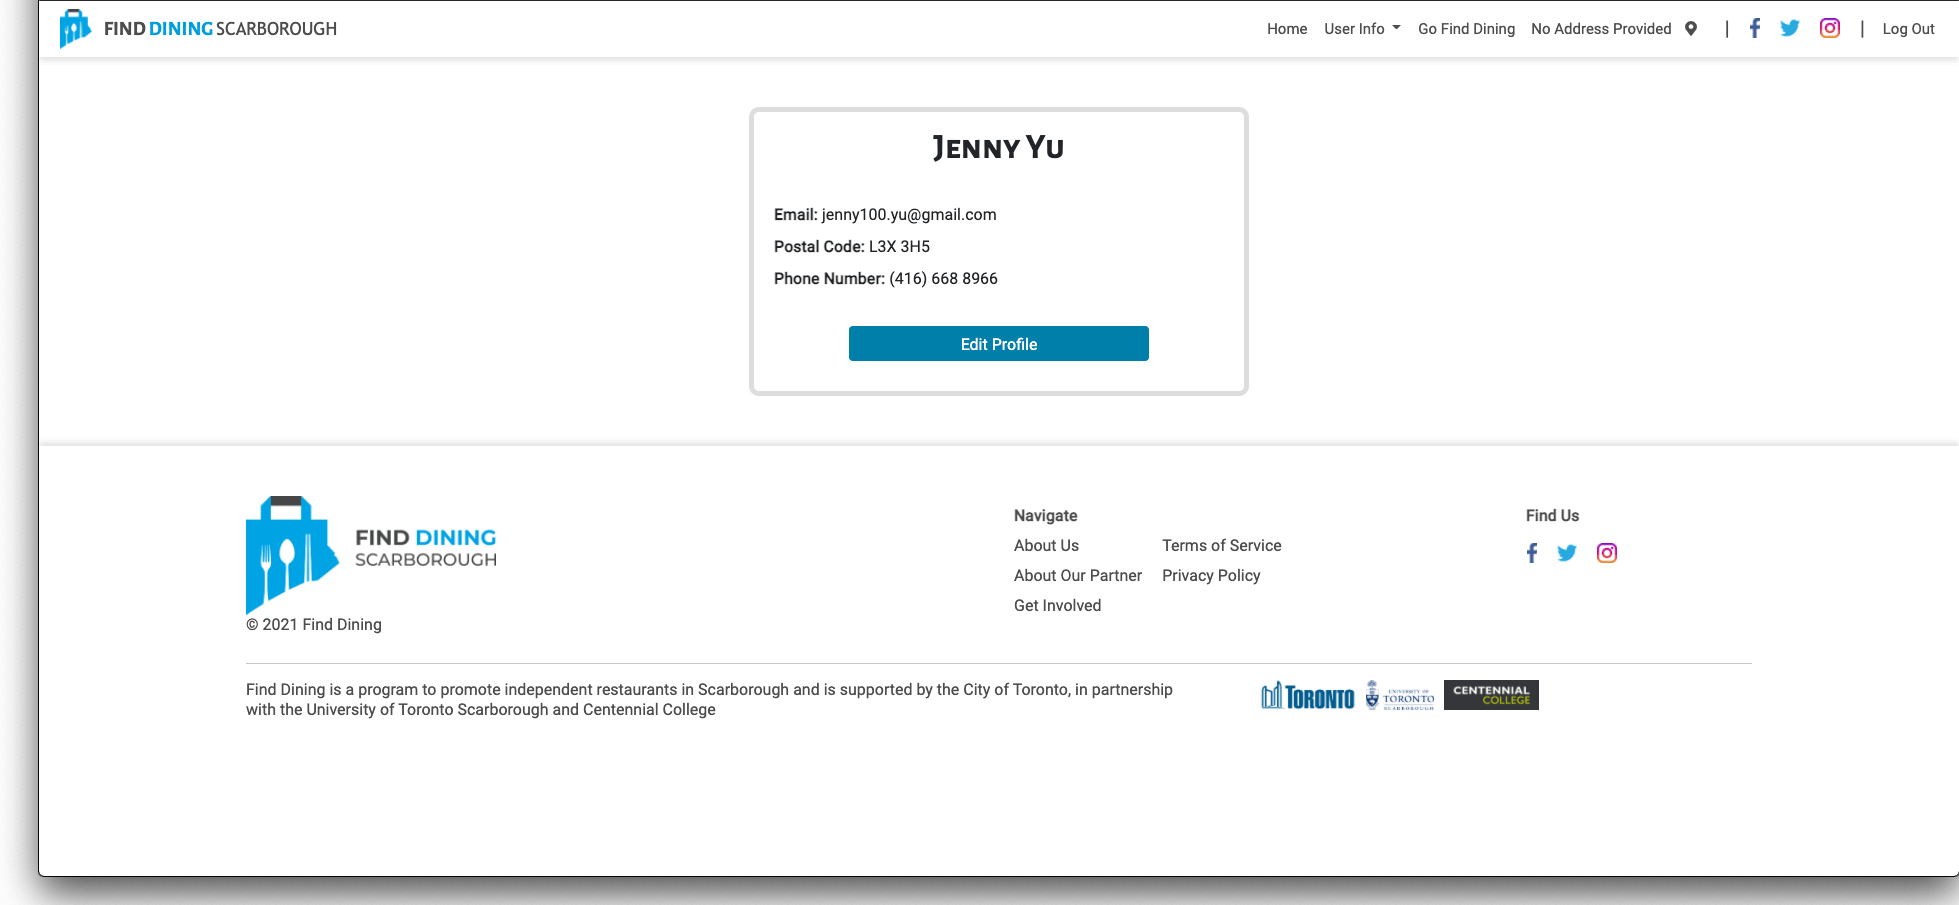 FIND DINING SCARBOROUGH
Home User Info Go Find Dining No Address Provided | | Log Out
Jenny Yu
Email: jenny100.yu@gmail.com
Postal Code: L3X 3H5
Phone Number: (416) 668 8966
Edit Profile
FIND DINING
SCARBOROUGH
© 2021 Find Dining
Navigate
About Us
About Our Partner
Get Involved
Terms of Service
Privacy Policy
Find Us
Find Dining is a program to promote independent restaurants in Scarborough and is supported by the City of Toronto, in partnership
with the University of Toronto Scarborough and Centennial College
TORONTO
UNIVERSITY OF
TORONTO
SCARBOROUGH
CENTENNIAL
COLLEGE